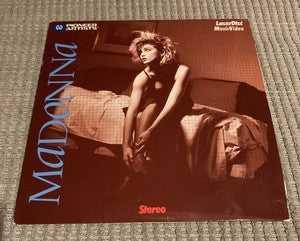 PIONEER
ARTISTS
LaserDisc
MusicVideo
MaDONNa
Stereo